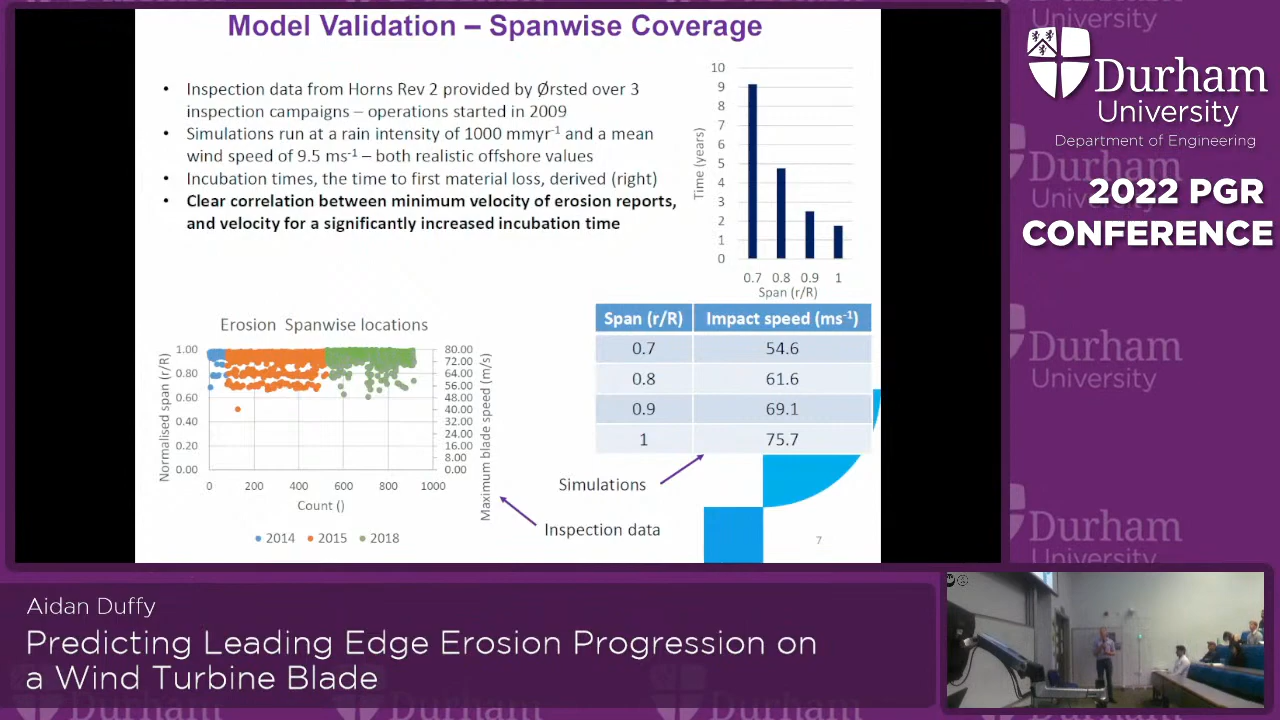 Model Validation – Spanwise Coverage
• Inspection data from Horns Rev 2 provided by Ørsted over 3
inspection campaigns – operations started in 2009
• Simulations run at a rain intensity of 1000 mmyr⁻¹ and a mean
wind speed of 9.5 ms⁻¹ – both realistic offshore values
• Incubation times, the time to first material loss, derived (right)
• Clear correlation between minimum velocity of erosion reports,
and velocity for a significantly increased incubation time
10
9
8
7
6
5
4
3
2
1
0
Time (years)
0.7 0.8 0.9 1
Span (r/R)
Erosion Spanwise locations
1.00
0.80
0.60
0.40
0.20
0.00
Normalised span (r/R)
80.00
72.00
64.00
56.00
48.00
40.00
32.00
24.00
16.00
8.00
0.00
Maximum blade speed (m/s)
0 200 400 600 800 1000
Count ()
2014 2015 2018
Span (r/R) Impact speed (ms⁻¹)
0.7 54.6
0.8 61.6
0.9 69.1
1 75.7
Simulations
Inspection data
7
Durham
University
Department of Engineering
2022 PGR
CONFERENCE
Aidan Duffy
Predicting Leading Edge Erosion Progression on
a Wind Turbine Blade
University
Durham
University
Durham
University
Durham
University